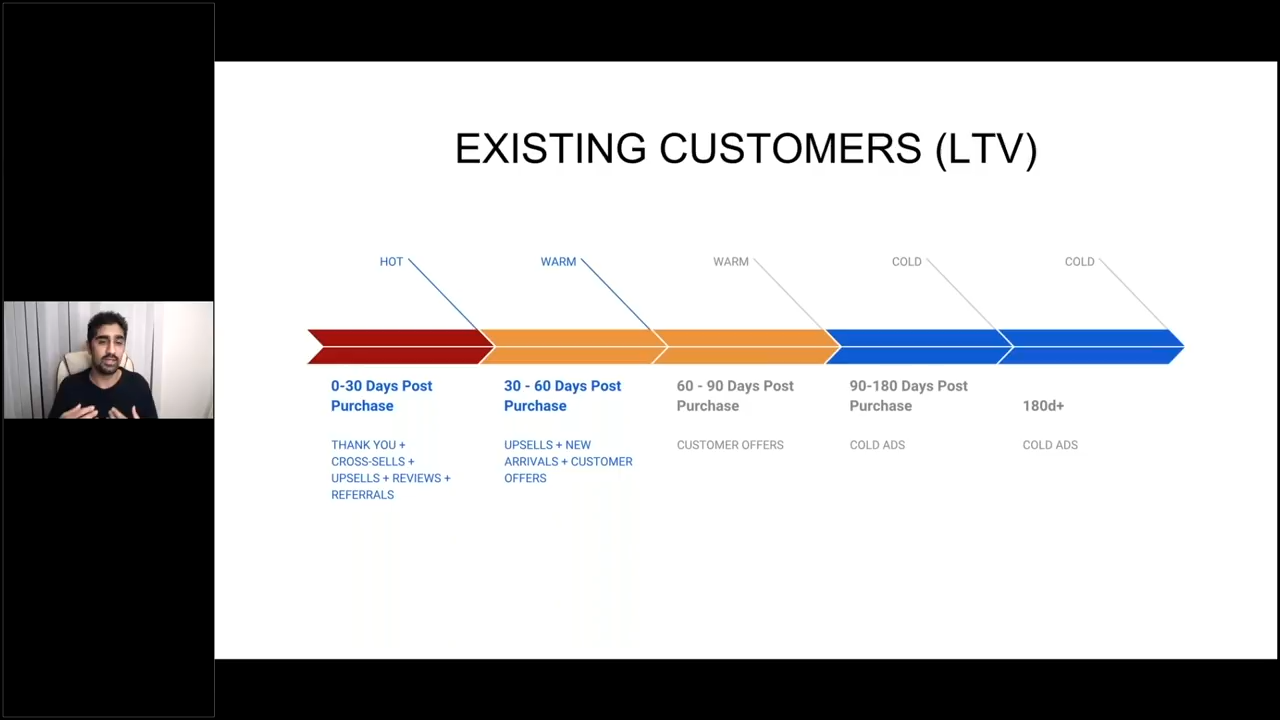 EXISTING CUSTOMERS (LTV)
HOT
WARM
WARM
COLD
COLD
0-30 Days Post
Purchase
30 - 60 Days Post
Purchase
60 - 90 Days Post
Purchase
90-180 Days Post
Purchase
180d+
THANK YOU +
CROSS-SELLS +
UPSELLS + REVIEWS +
REFERRALS
UPSELLS + NEW
ARRIVALS + CUSTOMER
OFFERS
CUSTOMER OFFERS
COLD ADS
COLD ADS